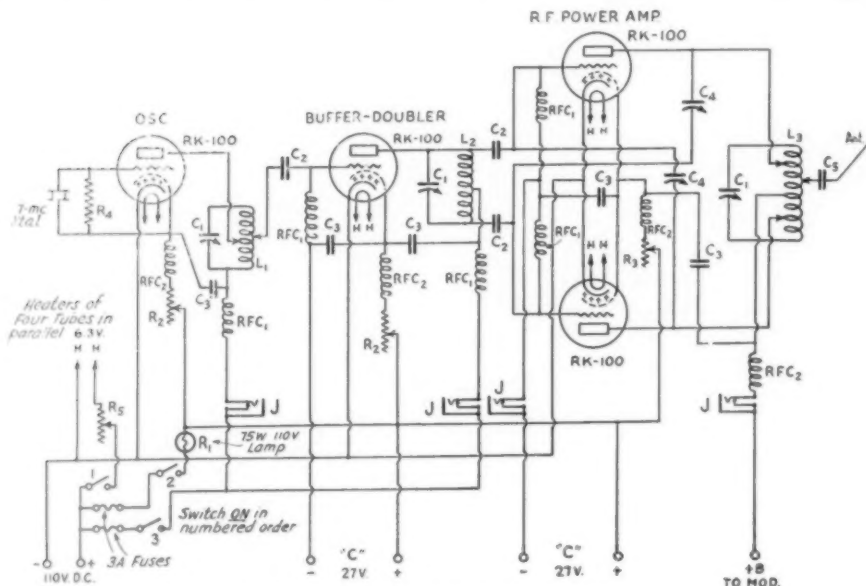 R.F POWER AMP.
RK-100
OSC
RK-100
BUFFER-DOUBLER
RK-100
C2
L2
C2
RFC1
C4
L3
Ant.
C5
C1
C4
C1
H H
H H
R4
C1
L1
RFC1
C3
C3
C2
RFC1
C3
RFC2
R3
C3
H H
RFC2
C3
RFC2
RFC1
R2
RFC1
R2
RK-100
RFC2
Heaters of
Four Tubes in
parallel 6.3V.
H H
R5
J
J
J
J
R1
75W 110V
Lamp
1
2
3
Switch ON in
numbered order
3A Fuses
- +
110V. D.C.
- "C" +
27V.
- "C" +
27V.
+B
TO MOD.